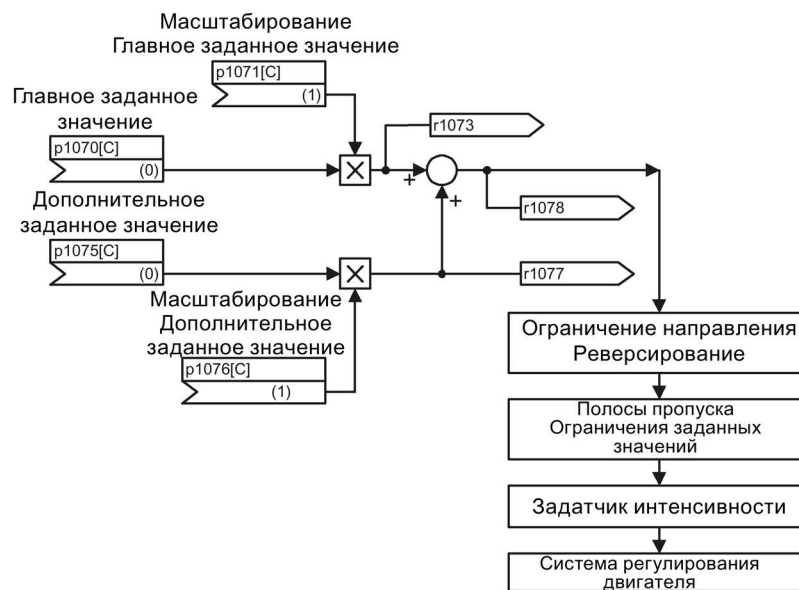 Масштабирование
Главное заданное значение
p1071[C]
(1)
Главное заданное
значение
p1070[C]
(0)
r1073
+
+
Дополнительное
заданное значение
p1075[C]
(0)
r1078
r1077
Масштабирование
Дополнительное
заданное значение
p1076[C]
(1)
Ограничение направления
Реверсирование
Полосы пропуска
Ограничения заданных
значений
Задатчик интенсивности
Система регулирования
двигателя